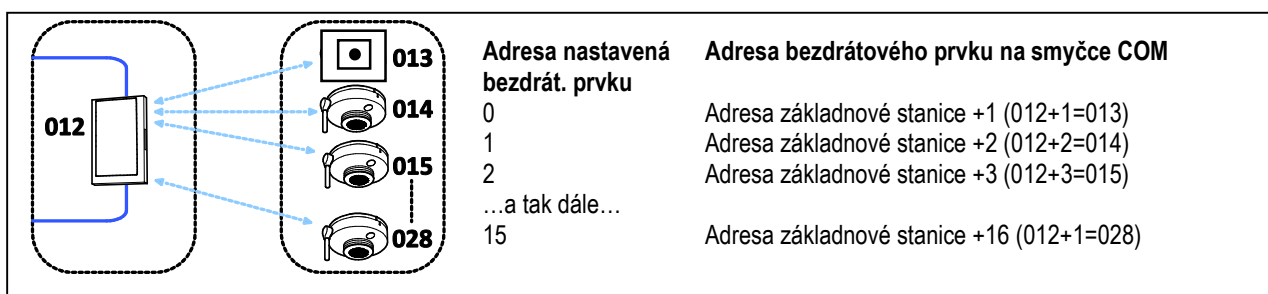 012
013
014
015
028
Adresa nastavená bezdrát. prvku
Adresa bezdrátového prvku na smyčce COM
0 Adresa základnové stanice +1 (012+1=013)
1 Adresa základnové stanice +2 (012+2=014)
2 Adresa základnové stanice +3 (012+3=015)
…a tak dále…
15 Adresa základnové stanice +16 (012+1=028)